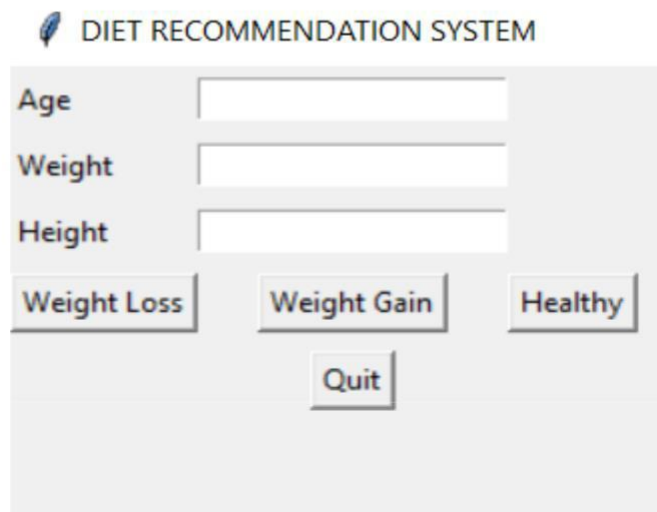 DIET RECOMMENDATION SYSTEM
Age
Weight
Height
Weight Loss Weight Gain Healthy
Quit